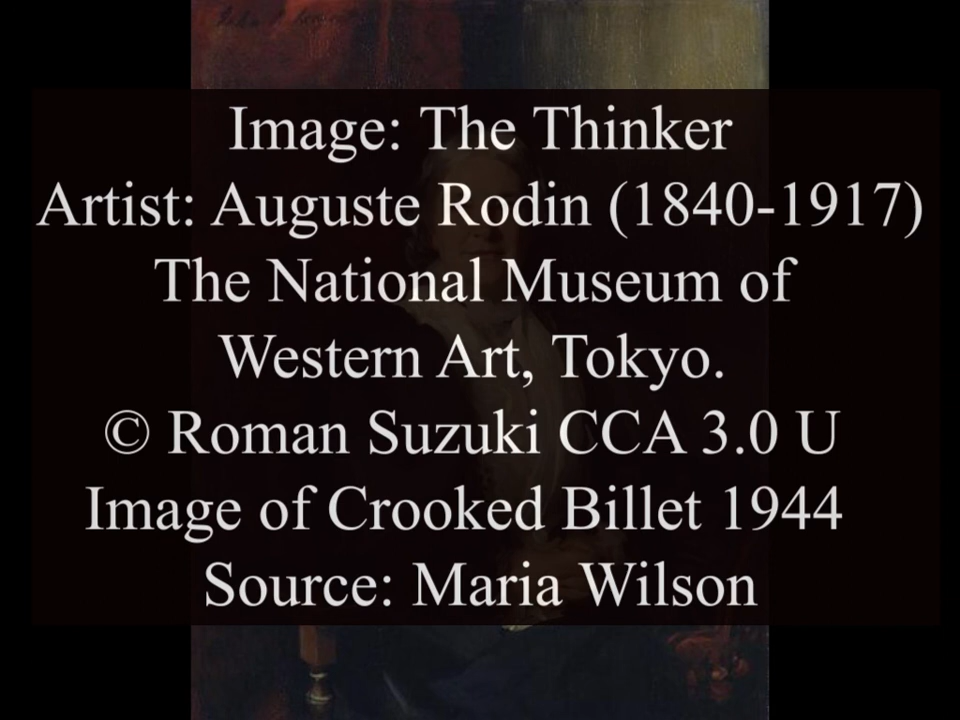 Image: The Thinker
Artist: Auguste Rodin (1840-1917)
The National Museum of
Western Art, Tokyo.
© Roman Suzuki CCA 3.0 U
Image of Crooked Billet 1944
Source: Maria Wilson